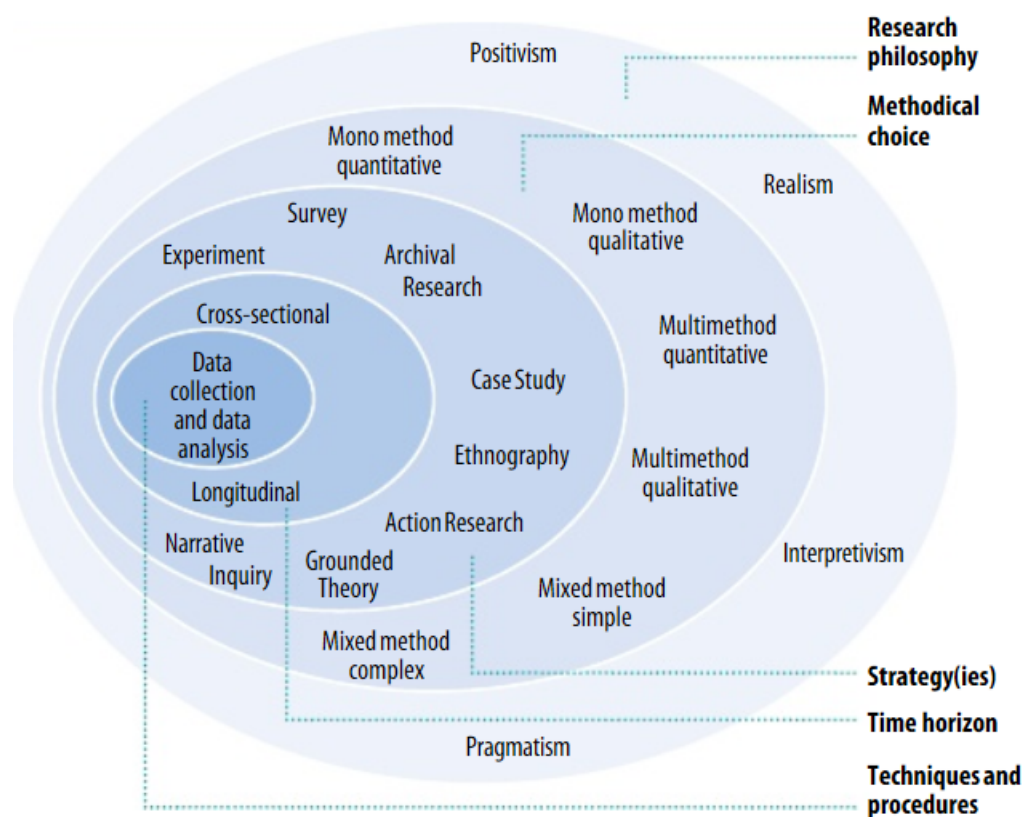 Research
philosophy
Positivism
Methodical
choice
Mono method
quantitative
Realism
Survey
Mono method
qualitative
Experiment
Archival
Research
Cross-sectional
Multimethod
quantitative
Data
collection
and data
analysis
Case Study
Ethnography
Multimethod
qualitative
Longitudinal
Action Research
Narrative
Inquiry
Grounded
Theory
Interpretivism
Mixed method
simple
Mixed method
complex
Strategy(ies)
Time horizon
Pragmatism
Techniques and
procedures